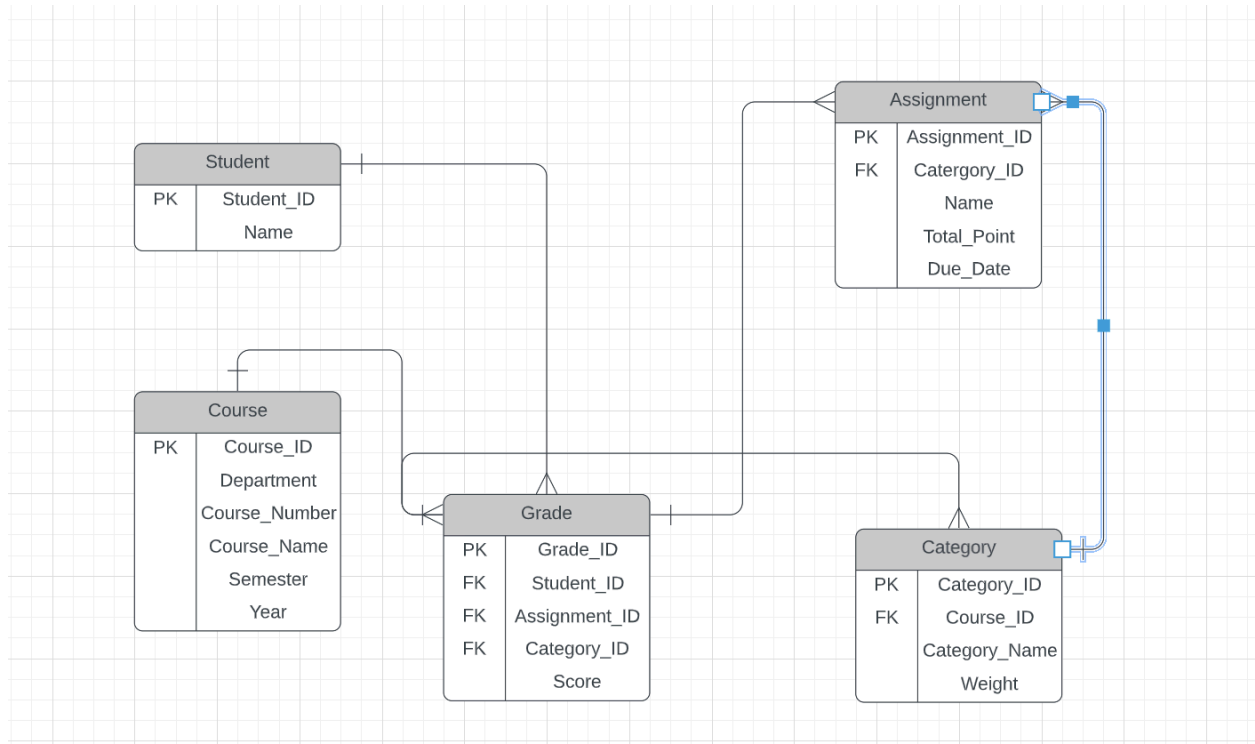 Student
PK Student_ID
Name
Assignment
PK Assignment_ID
FK Catergory_ID
Name
Total_Point
Due_Date
Course
PK Course_ID
Department
Course_Number
Course_Name
Semester
Year
Grade
PK Grade_ID
FK Student_ID
FK Assignment_ID
FK Category_ID
Score
Category
PK Category_ID
FK Course_ID
Category_Name
Weight